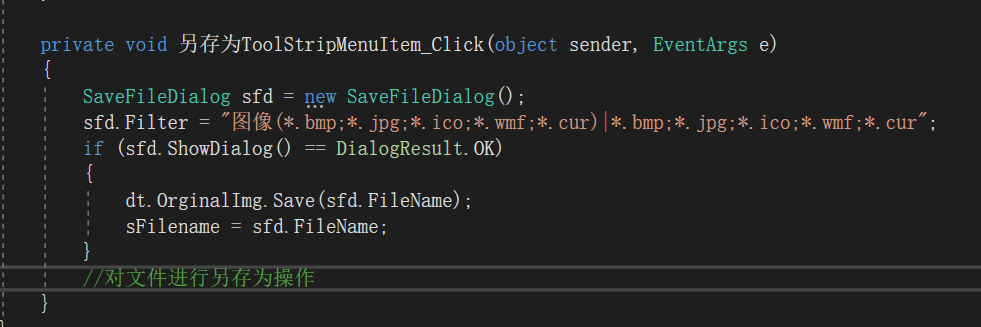 private void 另存为ToolStripMenuItem_Click(object sender, EventArgs e)
{
SaveFileDialog sfd = new SaveFileDialog();
sfd.Filter = "图像(*.bmp;*.jpg;*.ico;*.wmf;*.cur)|*.bmp;*.jpg;*.ico;*.wmf;*.cur";
if (sfd.ShowDialog() == DialogResult.OK)
{
dt.OrginalImg.Save(sfd.FileName);
sFilename = sfd.FileName;
}
//对文件进行另存为操作
}